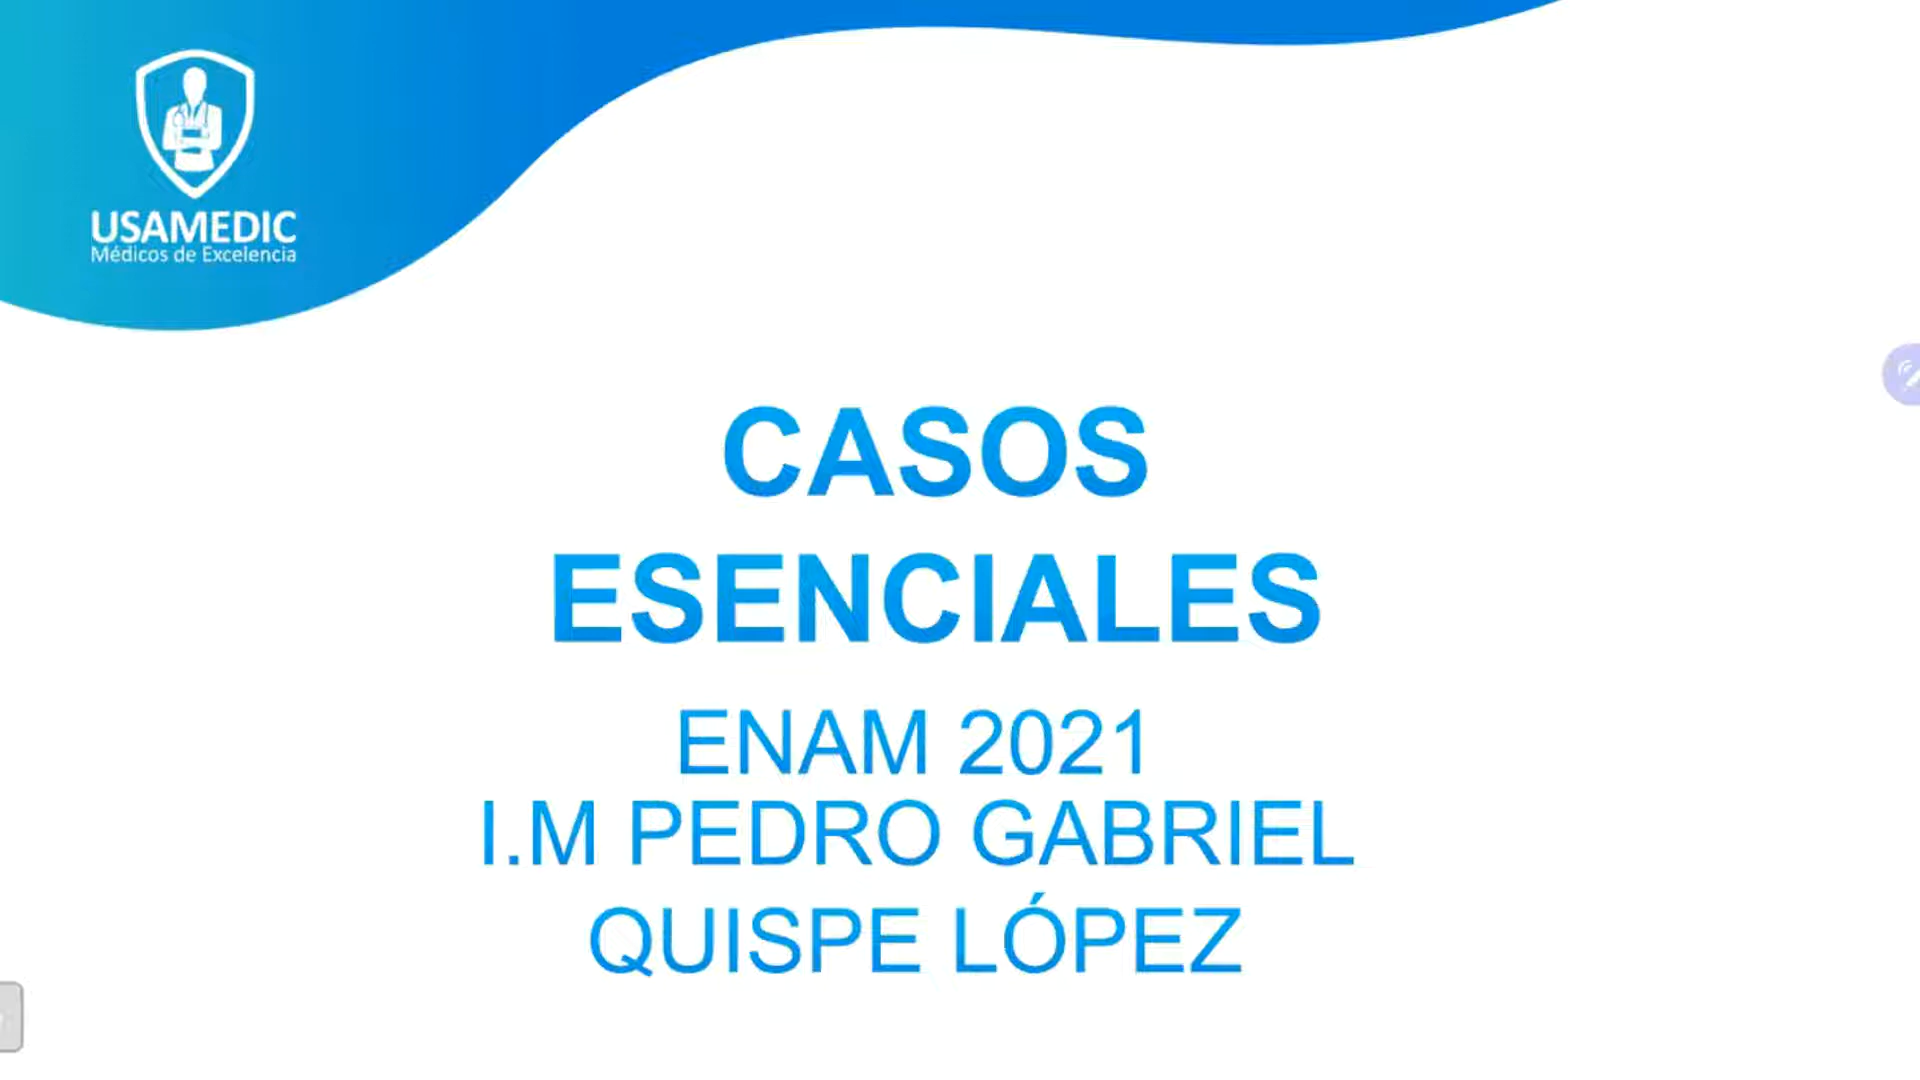 USAMEDIC
Médicos de Excelencia
CASOS
ESENCIALES
ENAM 2021
I.M PEDRO GABRIEL
QUISPE LÓPEZ